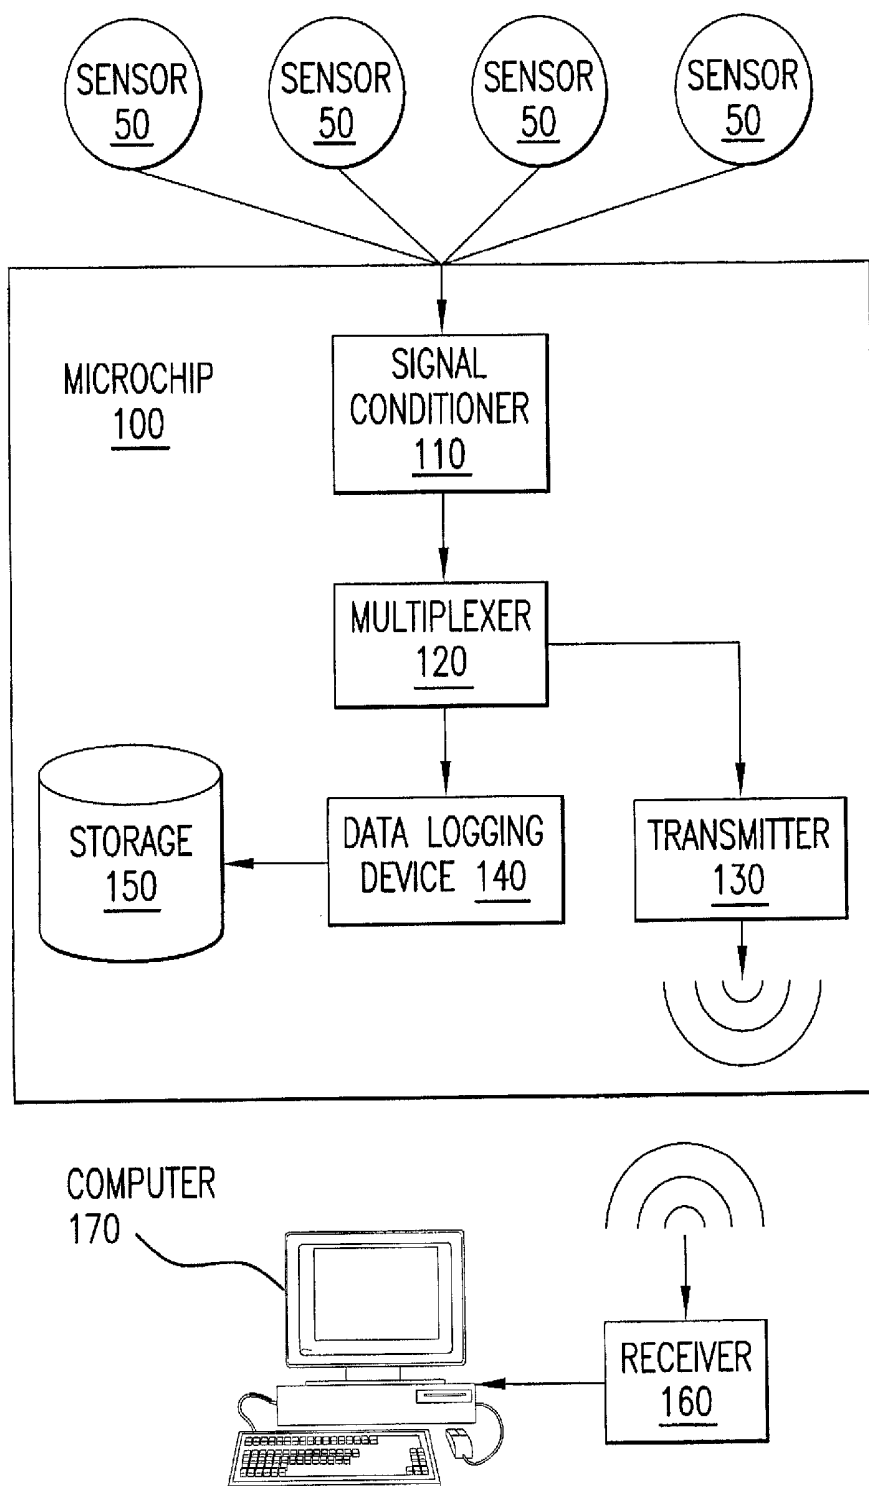 SENSOR
50
SENSOR
50
SENSOR
50
SENSOR
50
MICROCHIP
100
SIGNAL
CONDITIONER
110
MULTIPLEXER
120
STORAGE
150
DATA LOGGING
DEVICE 140
TRANSMITTER
130
COMPUTER
170
RECEIVER
160